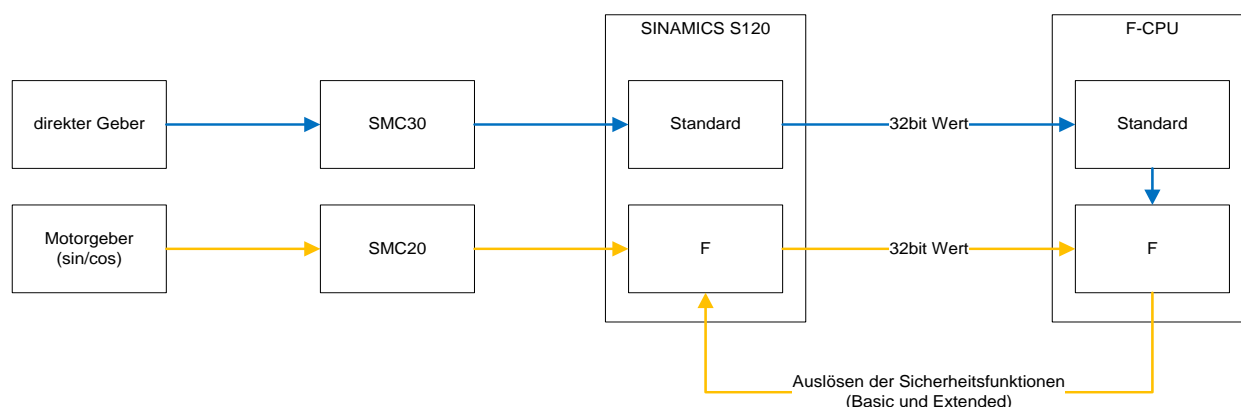 SINAMICS S120
F-CPU
direkter Geber
SMC30
Standard
32bit Wert
Standard
Motorgeber
(sin/cos)
SMC20
F
32bit Wert
F
Auslösen der Sicherheitsfunktionen
(Basic und Extended)